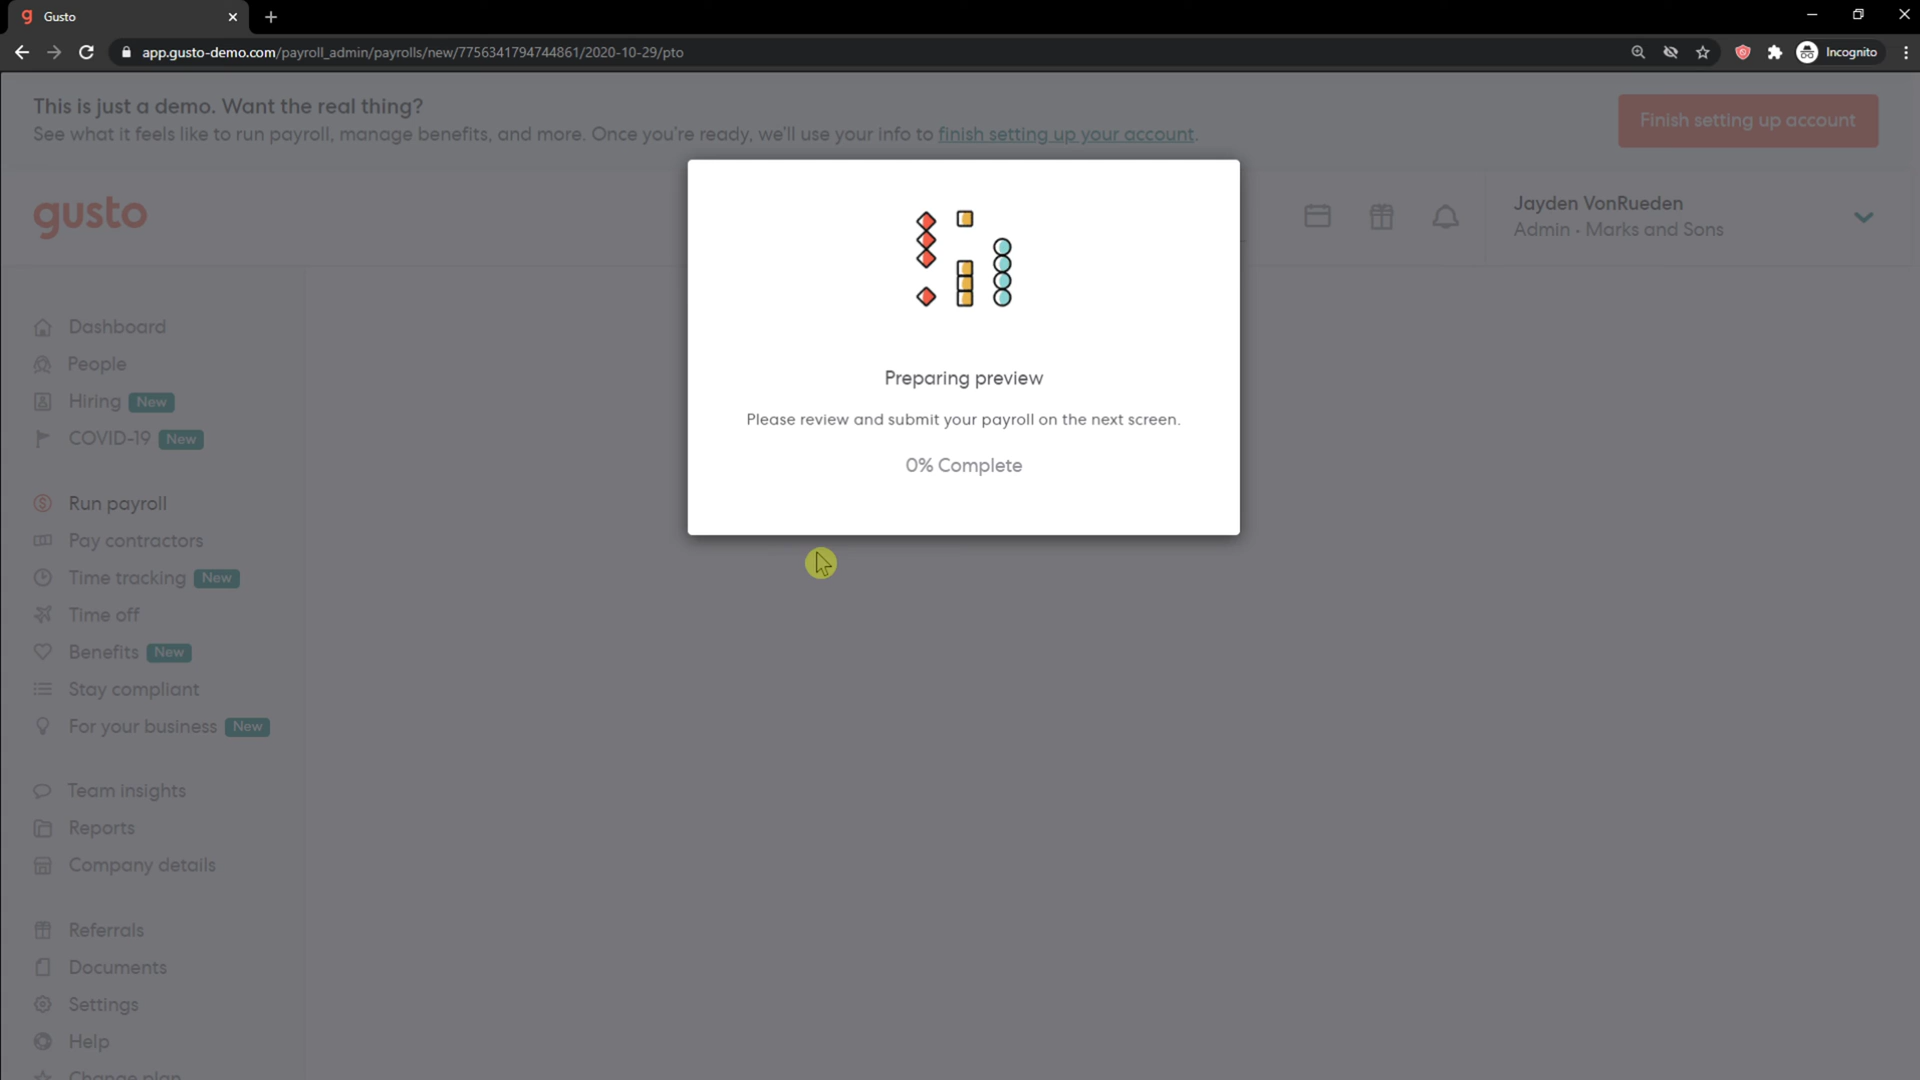 Gusto
app.gusto-demo.com/payroll_admin/payrolls/new/7756341794744861/2020-10-29/pto
Incognito
This is just a demo. Want the real thing?
See what it feels like to run payroll, manage benefits, and more. Once you're ready, we'll use your info to finish setting up your account.
Finish setting up account
gusto
Jayden VonRueden
Admin · Marks and Sons
Preparing preview
Please review and submit your payroll on the next screen.
0% Complete
Dashboard
People
Hiring New
COVID-19 New
Run payroll
Pay contractors
Time tracking New
Time off
Benefits New
Stay compliant
For your business New
Team insights
Reports
Company details
Referrals
Documents
Settings
Help
Change plan